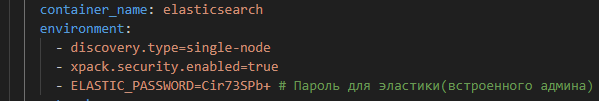 container_name: elasticsearch
environment:
- discovery.type=single-node
- xpack.security.enabled=true
- ELASTIC_PASSWORD=Cir73SPb+ # Пароль для эластики(встроенного админа)